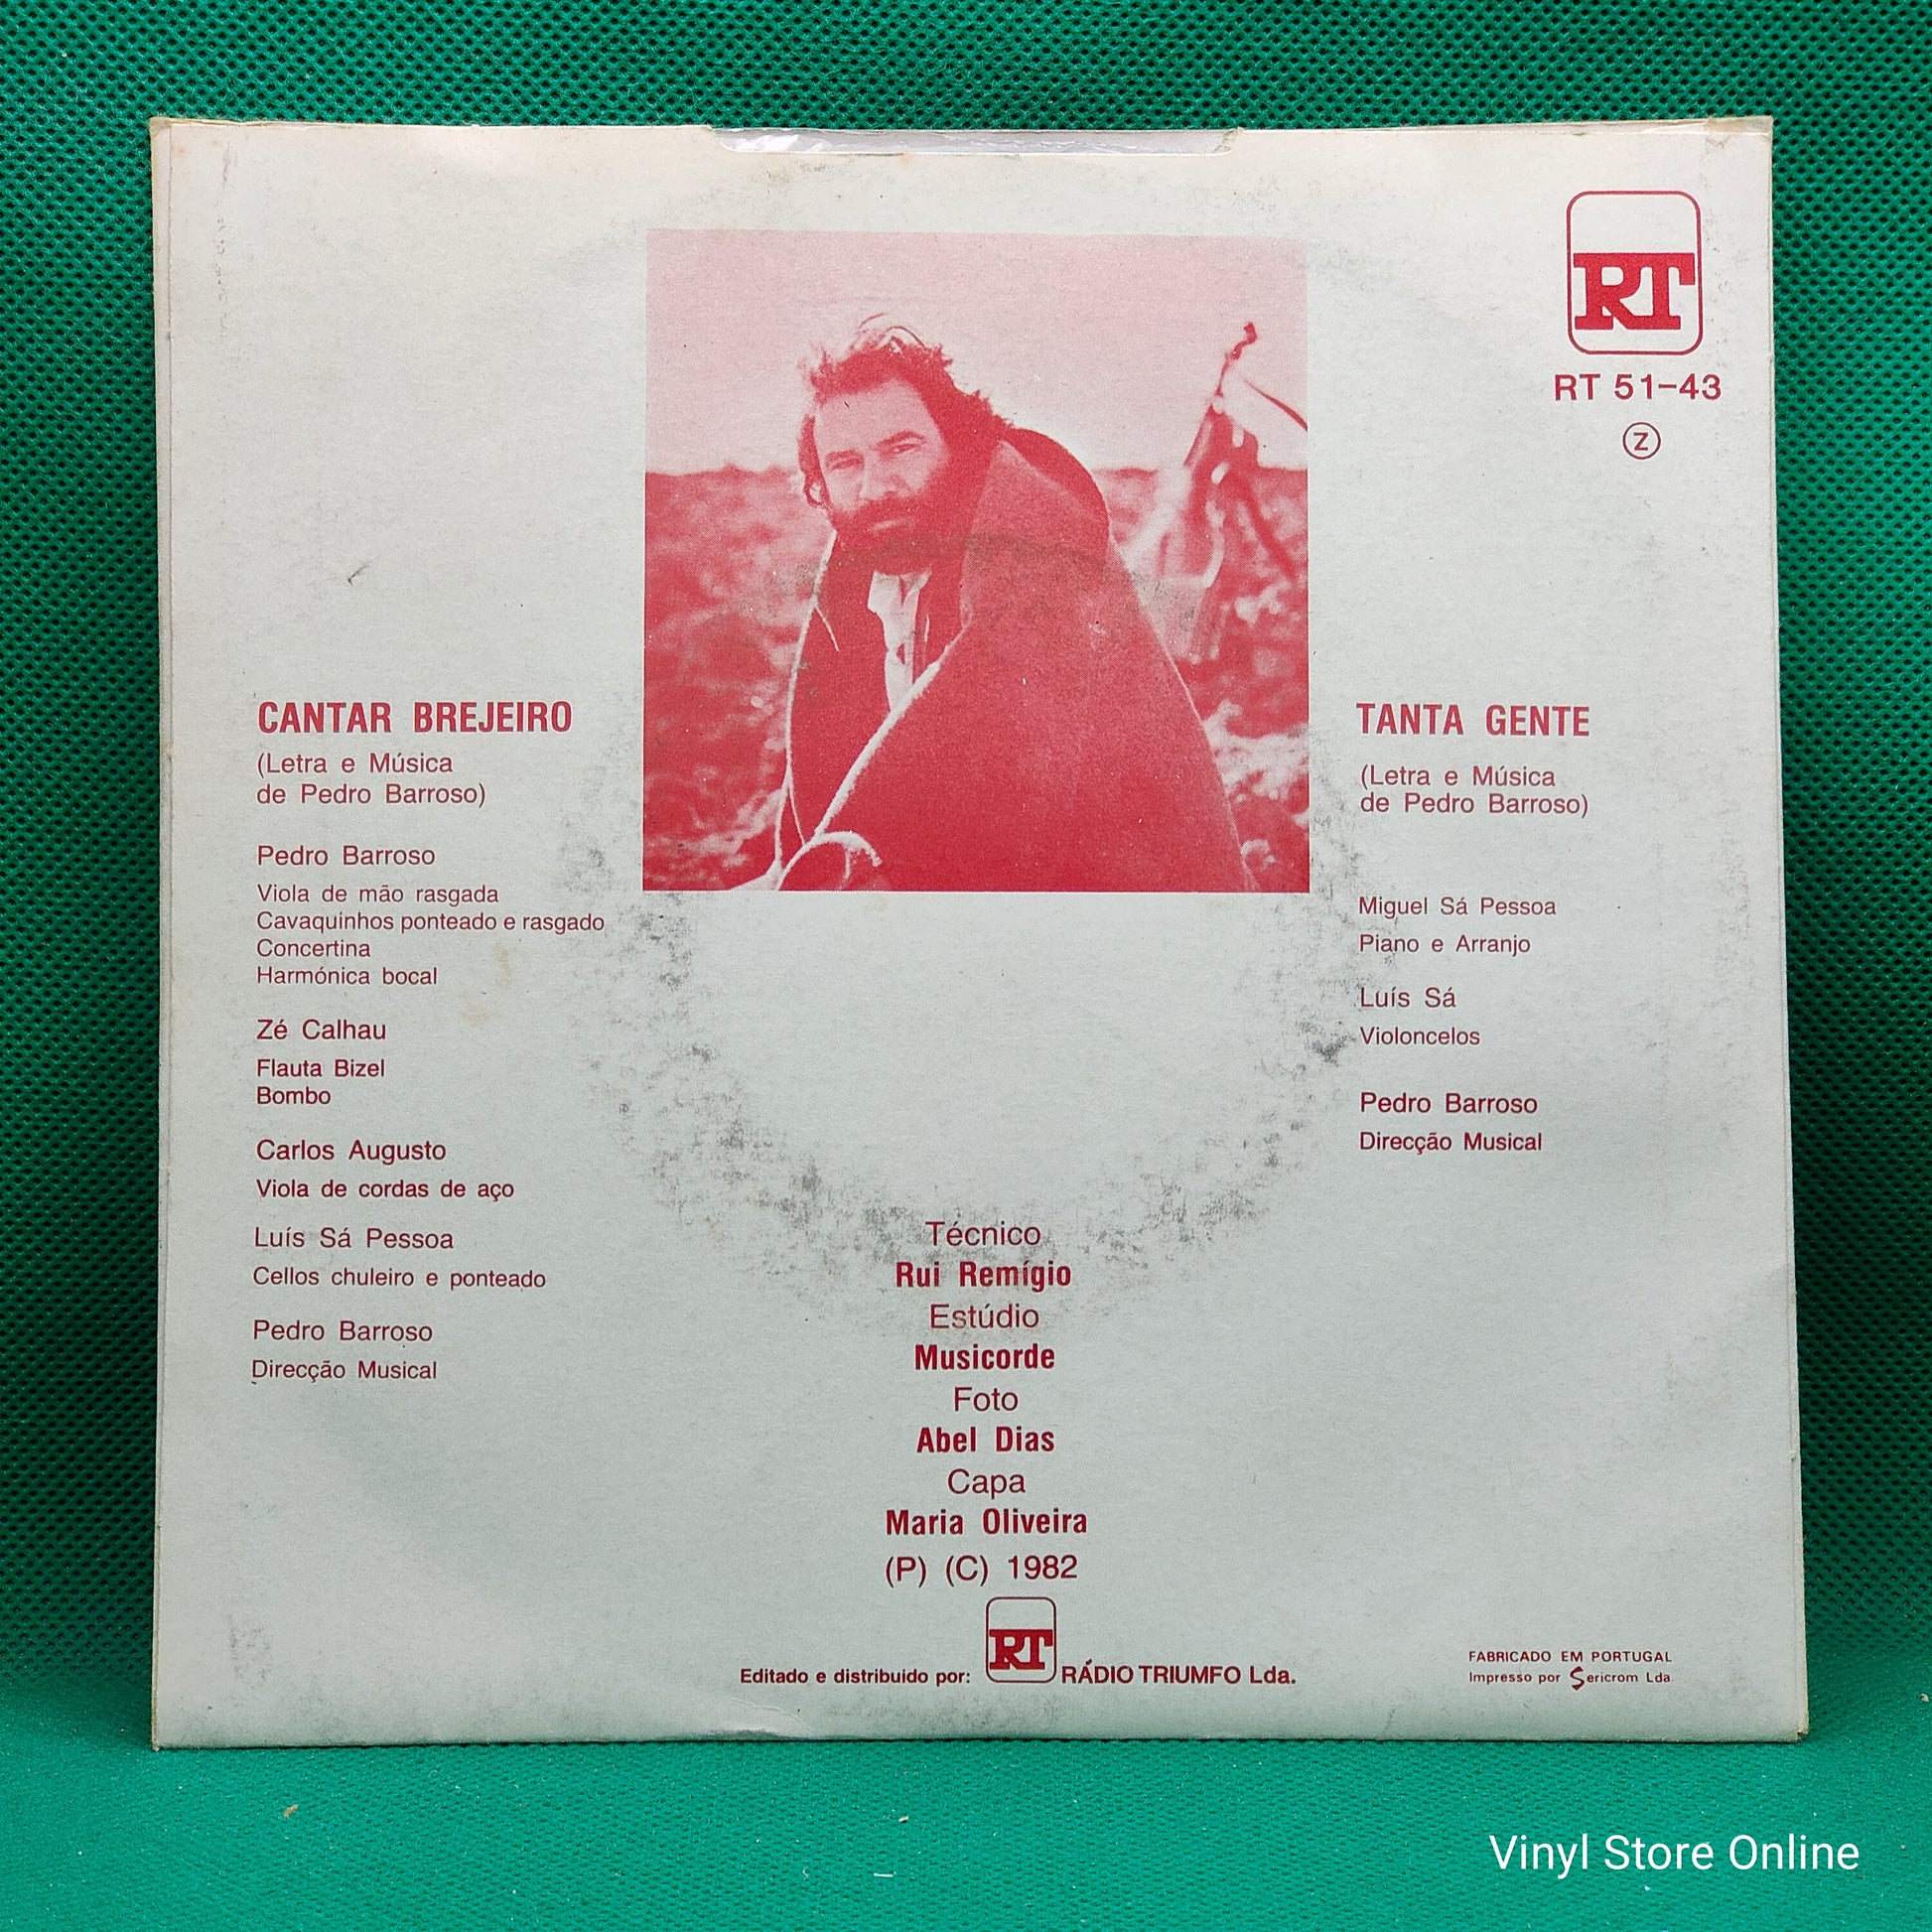 RT
RT 51-43
Z
CANTAR BREJEIRO
(Letra e Música
de Pedro Barroso)
Pedro Barroso
Viola de mão rasgada
Cavaquinhos ponteado e rasgado
Concertina
Harmónica bocal
Zé Calhau
Flauta Bizel
Bombo
Carlos Augusto
Viola de cordas de aço
Luís Sá Pessoa
Cellos chuleiro e ponteado
Pedro Barroso
Direcção Musical
TANTA GENTE
(Letra e Música
de Pedro Barroso)
Miguel Sá Pessoa
Piano e Arranjo
Luís Sá
Violoncelos
Pedro Barroso
Direcção Musical
Técnico
Rui Remígio
Estúdio
Musicorde
Foto
Abel Dias
Capa
Maria Oliveira
(P) (C) 1982
Editado e distribuido por: RT RÁDIO TRIUMFO Lda.
FABRICADO EM PORTUGAL
Impresso por Sericrom Lda.
Vinyl Store Online